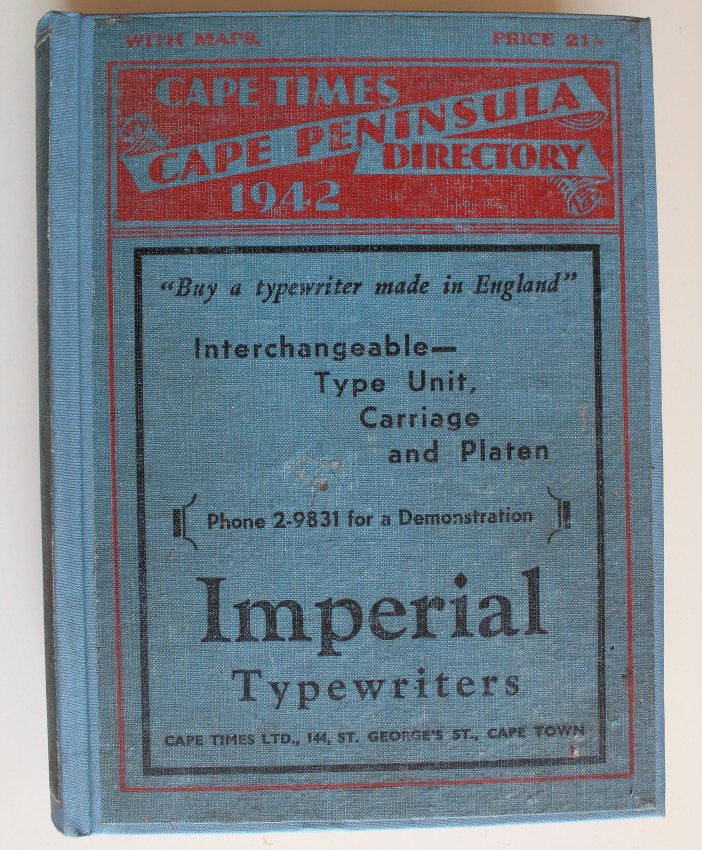 WITH MAPS. PRICE 21/-
CAPE TIMES
CAPE PENINSULA
DIRECTORY
1942
“Buy a typewriter made in England”
Interchangeable—
Type Unit,
Carriage
and Platen
Phone 2-9831 for a Demonstration
Imperial
Typewriters
CAPE TIMES LTD., 144, ST. GEORGE'S ST., CAPE TOWN